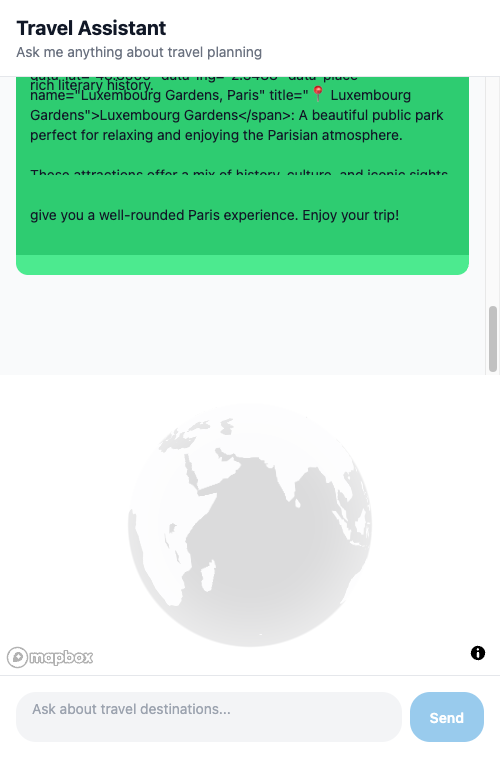 Travel Assistant
Ask me anything about travel planning
rich literary history.
name="Luxembourg Gardens, Paris" title="📍 Luxembourg
Gardens">Luxembourg Gardens</span>: A beautiful public park
perfect for relaxing and enjoying the Parisian atmosphere.
These attractions offer a mix of history, culture, and iconic sights
give you a well-rounded Paris experience. Enjoy your trip!
mapbox
Ask about travel destinations...
Send